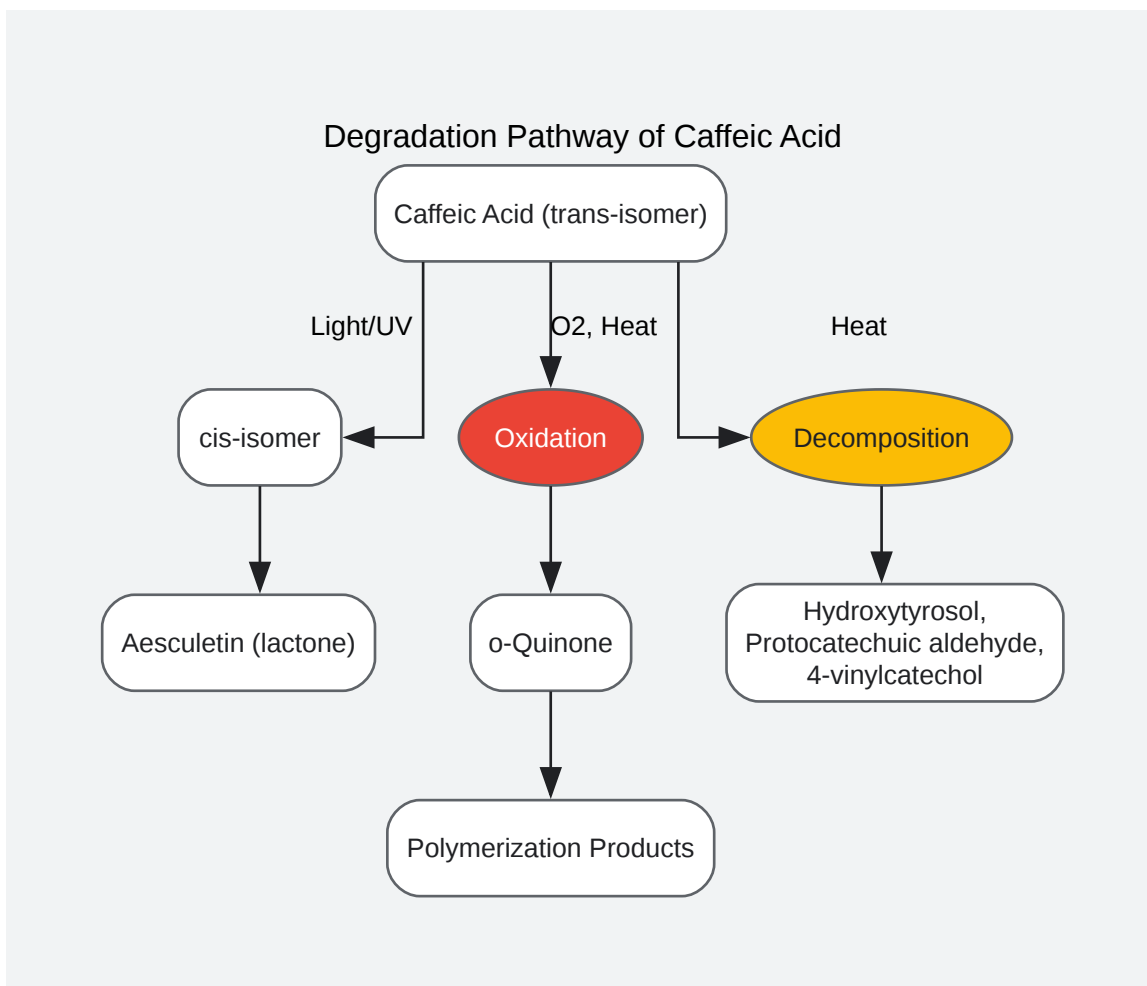 Degradation Pathway of Caffeic Acid
Caffeic Acid (trans-isomer)
Light/UV
O2, Heat
Heat
cis-isomer
Oxidation
Decomposition
Aesculetin (lactone)
o-Quinone
Hydroxytyrosol,
Protocatechuic aldehyde,
4-vinylcatechol
Polymerization Products